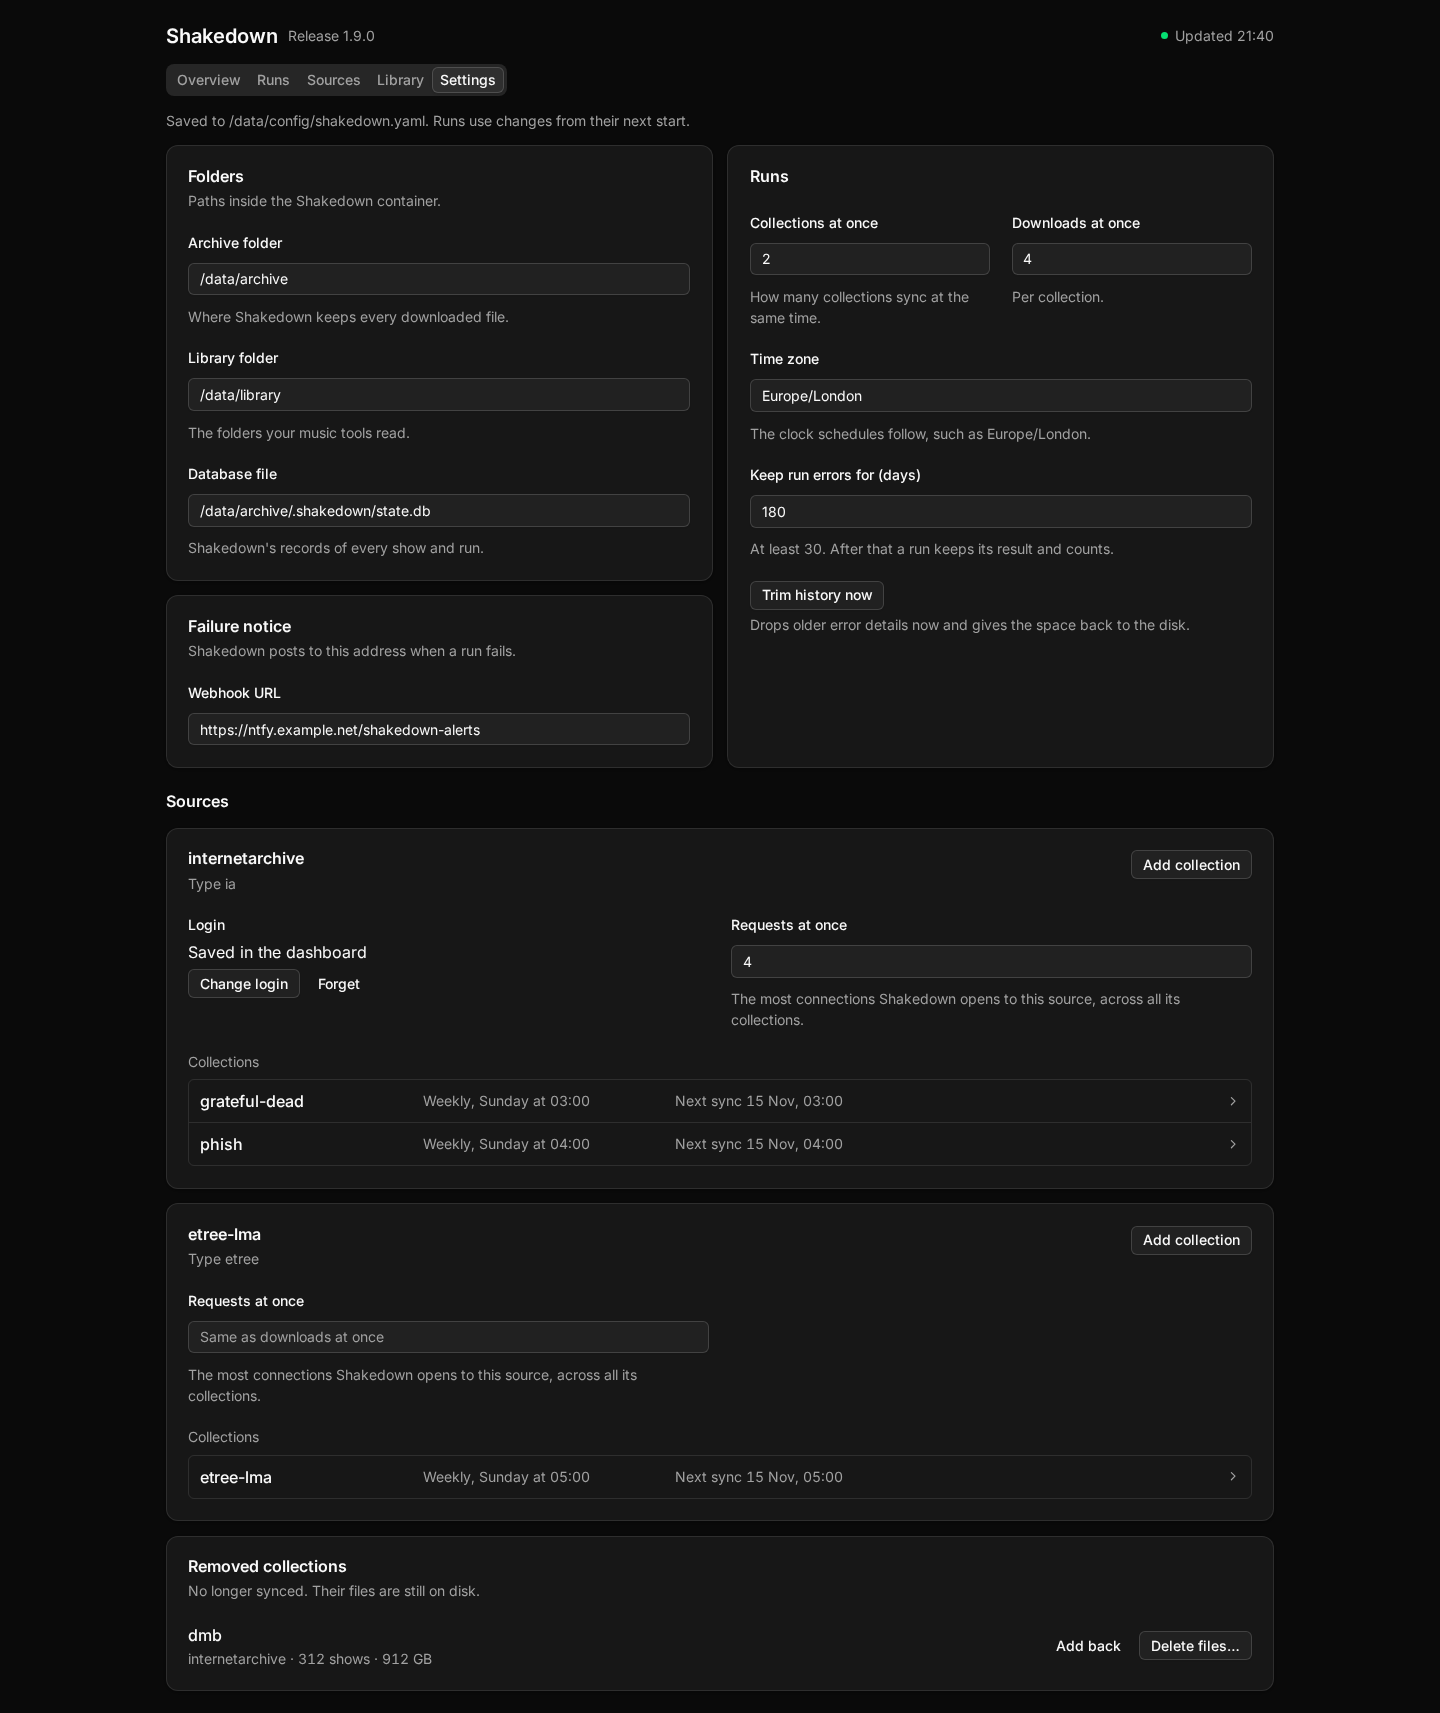 Shakedown Release 1.9.0
Updated 21:40
Overview Runs Sources Library Settings
Saved to /data/config/shakedown.yaml. Runs use changes from their next start.
Folders
Paths inside the Shakedown container.
Archive folder
/data/archive
Where Shakedown keeps every downloaded file.
Library folder
/data/library
The folders your music tools read.
Database file
/data/archive/.shakedown/state.db
Shakedown's records of every show and run.
Failure notice
Shakedown posts to this address when a run fails.
Webhook URL
https://ntfy.example.net/shakedown-alerts
Runs
Collections at once
2
How many collections sync at the
same time.
Downloads at once
4
Per collection.
Time zone
Europe/London
The clock schedules follow, such as Europe/London.
Keep run errors for (days)
180
At least 30. After that a run keeps its result and counts.
Trim history now
Drops older error details now and gives the space back to the disk.
Sources
internetarchive
Type ia
Add collection
Login
Saved in the dashboard
Change login Forget
Requests at once
4
The most connections Shakedown opens to this source, across all its
collections.
Collections
grateful-dead Weekly, Sunday at 03:00 Next sync 15 Nov, 03:00
phish Weekly, Sunday at 04:00 Next sync 15 Nov, 04:00
etree-lma
Type etree
Add collection
Requests at once
Same as downloads at once
The most connections Shakedown opens to this source, across all its
collections.
Collections
etree-lma Weekly, Sunday at 05:00 Next sync 15 Nov, 05:00
Removed collections
No longer synced. Their files are still on disk.
dmb
internetarchive · 312 shows · 912 GB
Add back Delete files...